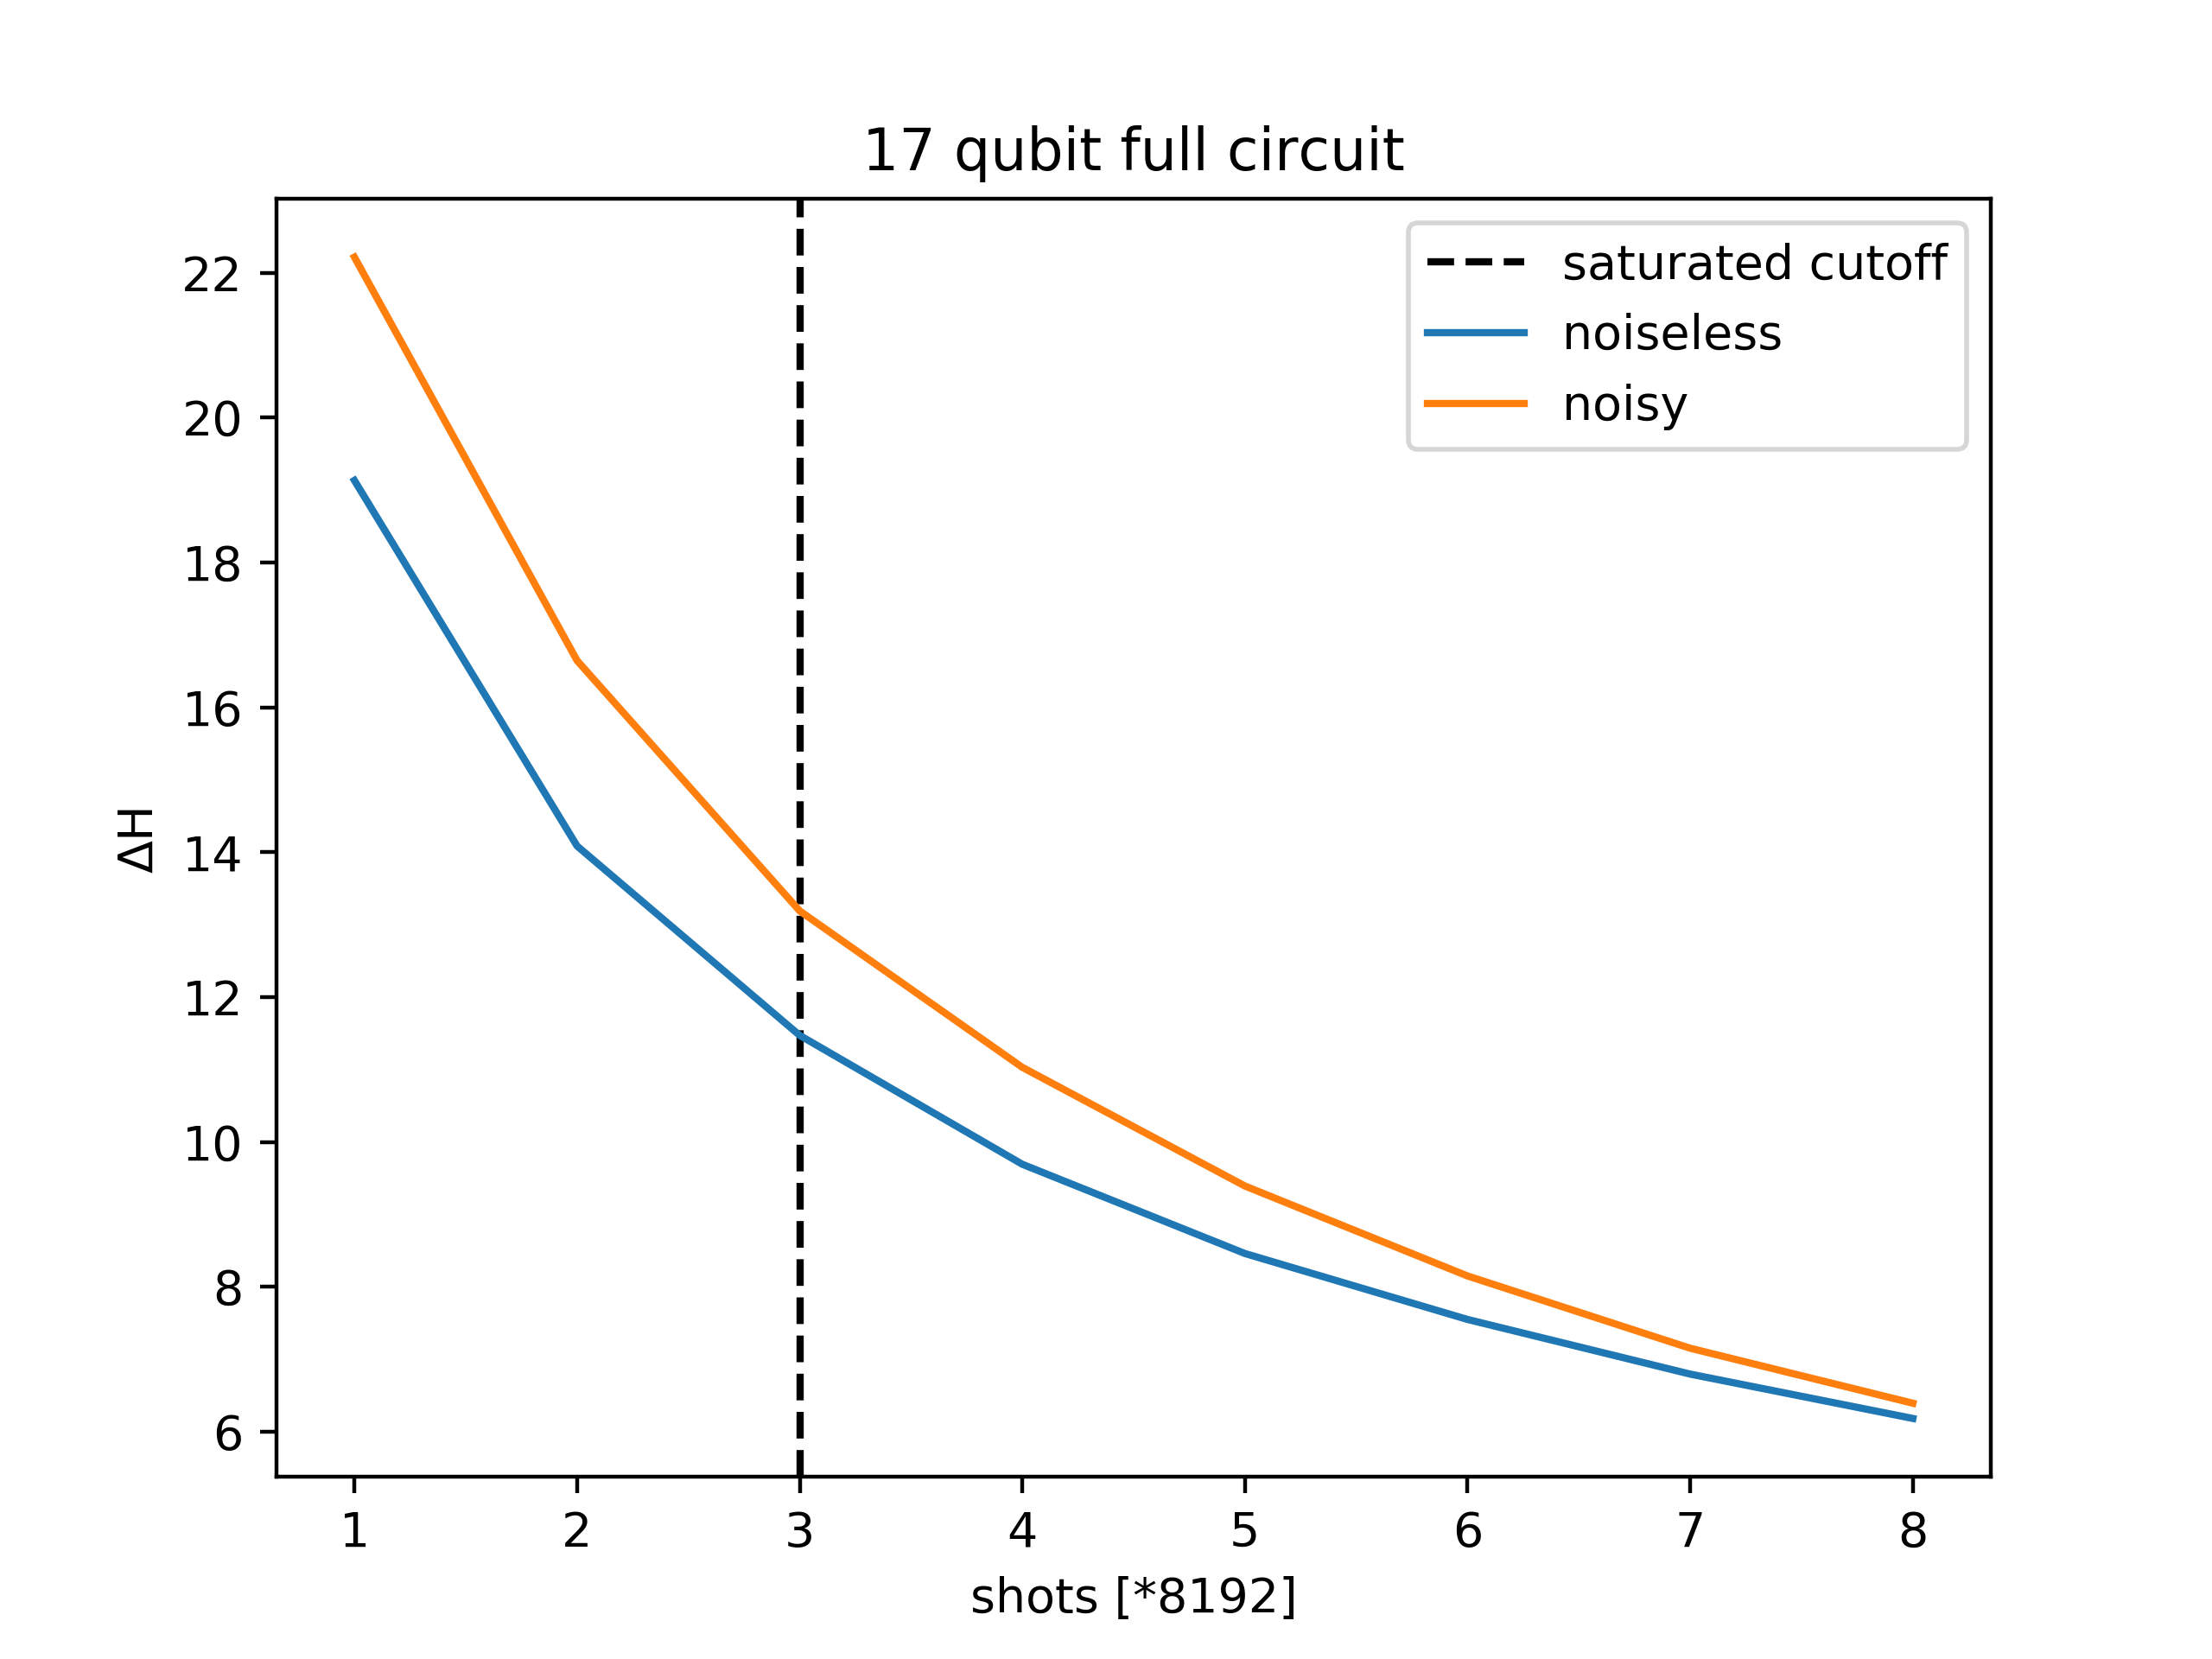 17 qubit full circuit
saturated cutoff
noiseless
noisy
22
20
18
16
14
12
10
8
6
ΔH
1 2 3 4 5 6 7 8
shots [*8192]